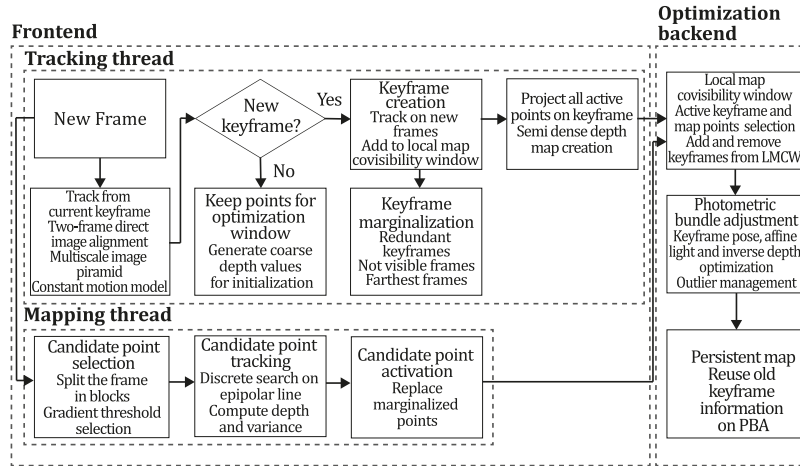 Frontend
Optimization
backend
Tracking thread
New Frame
New
keyframe?
Yes
No
Keyframe
creation
Track on new
frames
Add to local map
covisibility window
Project all active
points on keyframe
Semi dense depth
map creation
Local map
covisibility window
Active keyframe and
map points selection
Add and remove
keyframes from LMCW
Track from
current keyframe
Two-frame direct
image alignment
Multiscale image
piramid
Constant motion model
Keep points for
optimization
window
Generate coarse
depth values
for initialization
Keyframe
marginalization
Redundant
keyframes
Not visible frames
Farthest frames
Photometric
bundle adjustment
Keyframe pose, affine
light and inverse depth
optimization
Outlier management
Mapping thread
Candidate point
selection
Split the frame
in blocks
Gradient threshold
selection
Candidate point
tracking
Discrete search on
epipolar line
Compute depth
and variance
Candidate point
activation
Replace
marginalized
points
Persistent map
Reuse old
keyframe
information
on PBA